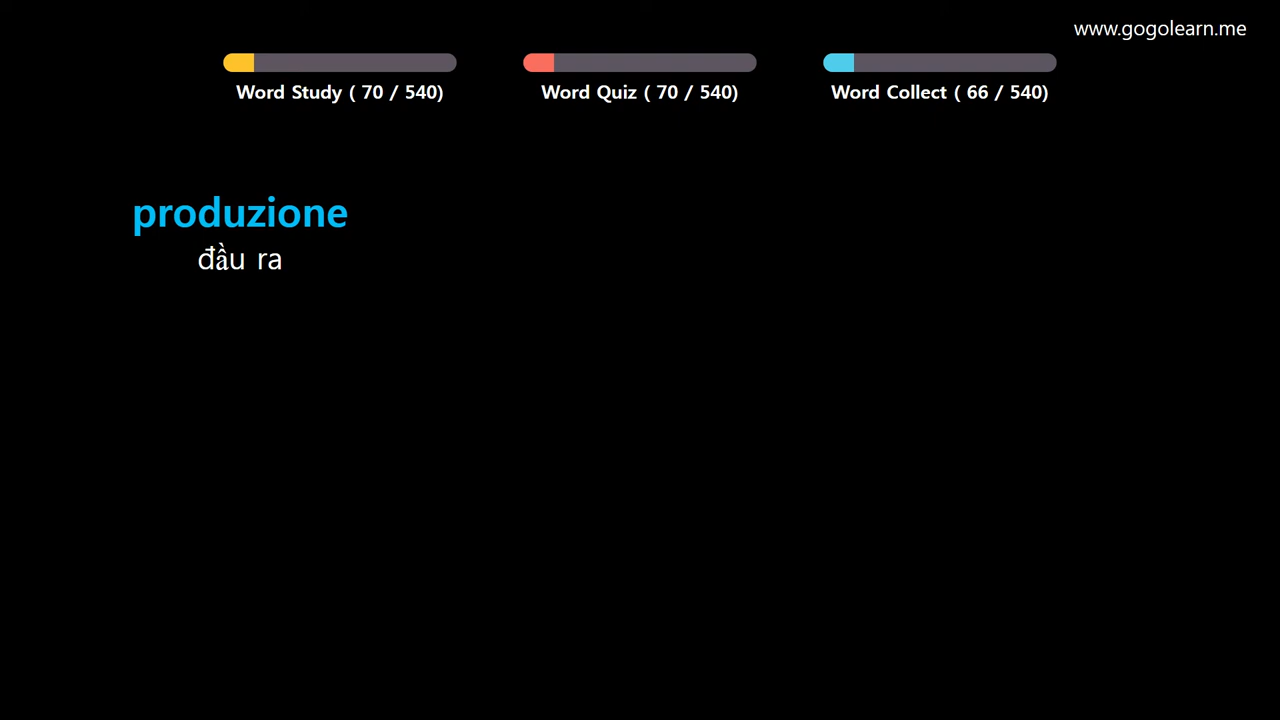 www.gogolearn.me
Word Study ( 70 / 540)
Word Quiz ( 70 / 540)
Word Collect ( 66 / 540)
produzione
đầu ra